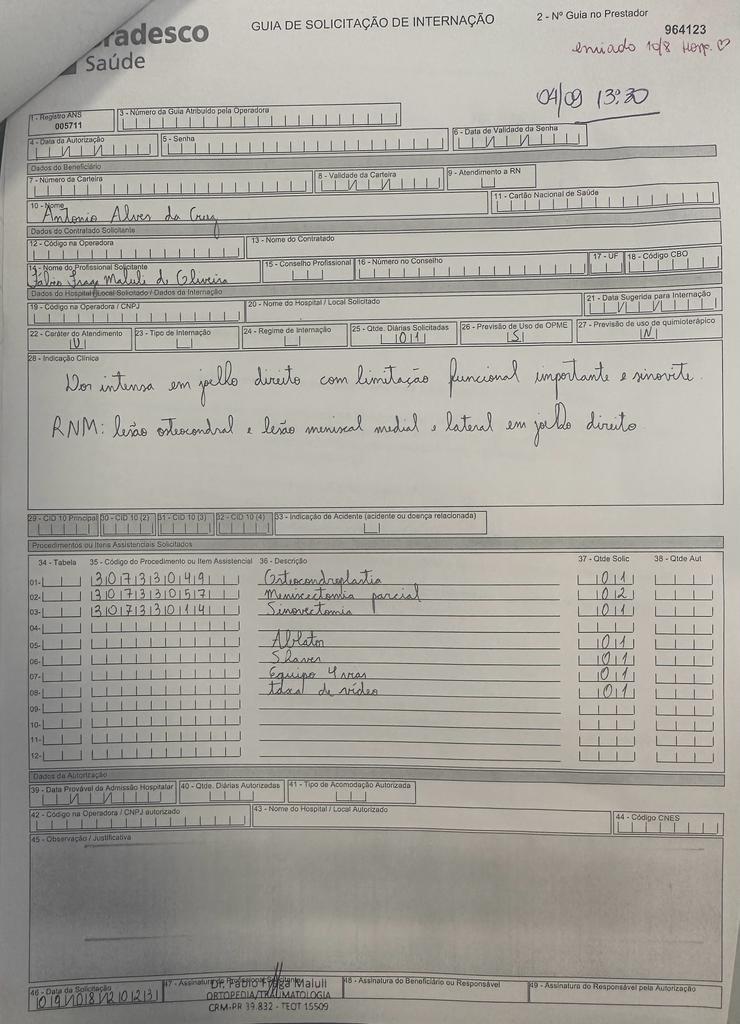 radesco
Saúde
GUIA DE SOLICITAÇÃO DE INTERNAÇÃO
2 - Nº Guia no Prestador
964123
enviado 10/8 Hosp. ♡
04/09 13:30
1 - Registro ANS
005711
3 - Número da Guia Atribuído pela Operadora
4 - Data da Autorização
5 - Senha
6 - Data de Validade da Senha
Dados do Beneficiário
7 - Número da Carteira
8 - Validade da Carteira
9 - Atendimento a RN
10 - Nome
Antonio Alves da Cruz
11 - Cartão Nacional de Saúde
Dados do Contratado Solicitante
12 - Código na Operadora
13 - Nome do Contratado
14 - Nome do Profissional Solicitante
Fábio Fraga Maluli de Oliveira
15 - Conselho Profissional
16 - Número no Conselho
17 - UF
18 - Código CBO
Dados do Hospital / Local Solicitado / Dados da Internação
19 - Código na Operadora / CNPJ
20 - Nome do Hospital / Local Solicitado
21 - Data Sugerida para Internação
22 - Caráter do Atendimento
U
23 - Tipo de Internação
24 - Regime de Internação
25 - Qtde. Diárias Solicitadas
01
26 - Previsão de Uso de OPME
S
27 - Previsão de uso de quimioterápico
N
28 - Indicação Clínica
Dor intensa em joelho direito com limitação funcional importante e sinovite.
RNM: lesão osteocondral e lesão meniscal medial e lateral em joelho direito
29 - CID 10 Principal
30 - CID 10 (2)
31 - CID 10 (3)
32 - CID 10 (4)
33 - Indicação de Acidente (acidente ou doença relacionada)
Procedimentos ou Itens Assistenciais Solicitados
34 - Tabela 35 - Código do Procedimento ou Item Assistencial 36 - Descrição 37 - Qtde Solic 38 - Qtde Aut
01- 30733049 Osteocondroplastia 01
02- 30733057 Meniscectomia parcial 02
03- 30733014 Sinovectomia 01
04-
05- Ablator 01
06- Shaver 01
07- Equipo 4 vias 01
08- taxa de vídeo 01
09-
10-
11-
12-
Dados da Autorização
39 - Data Provável da Admissão Hospitalar
40 - Qtde. Diárias Autorizadas
41 - Tipo de Acomodação Autorizada
42 - Código na Operadora / CNPJ autorizado
43 - Nome do Hospital / Local Autorizado
44 - Código CNES
45 - Observação / Justificativa
46 - Data da Solicitação
09/08/2023
47 - Assinatura do Profissional Solicitante
Dr. Fábio Fraga Maluli
ORTOPEDIA/TRAUMATOLOGIA
CRM-PR 39.832 - TEOT 15509
48 - Assinatura do Beneficiário ou Responsável
49 - Assinatura do Responsável pela Autorização